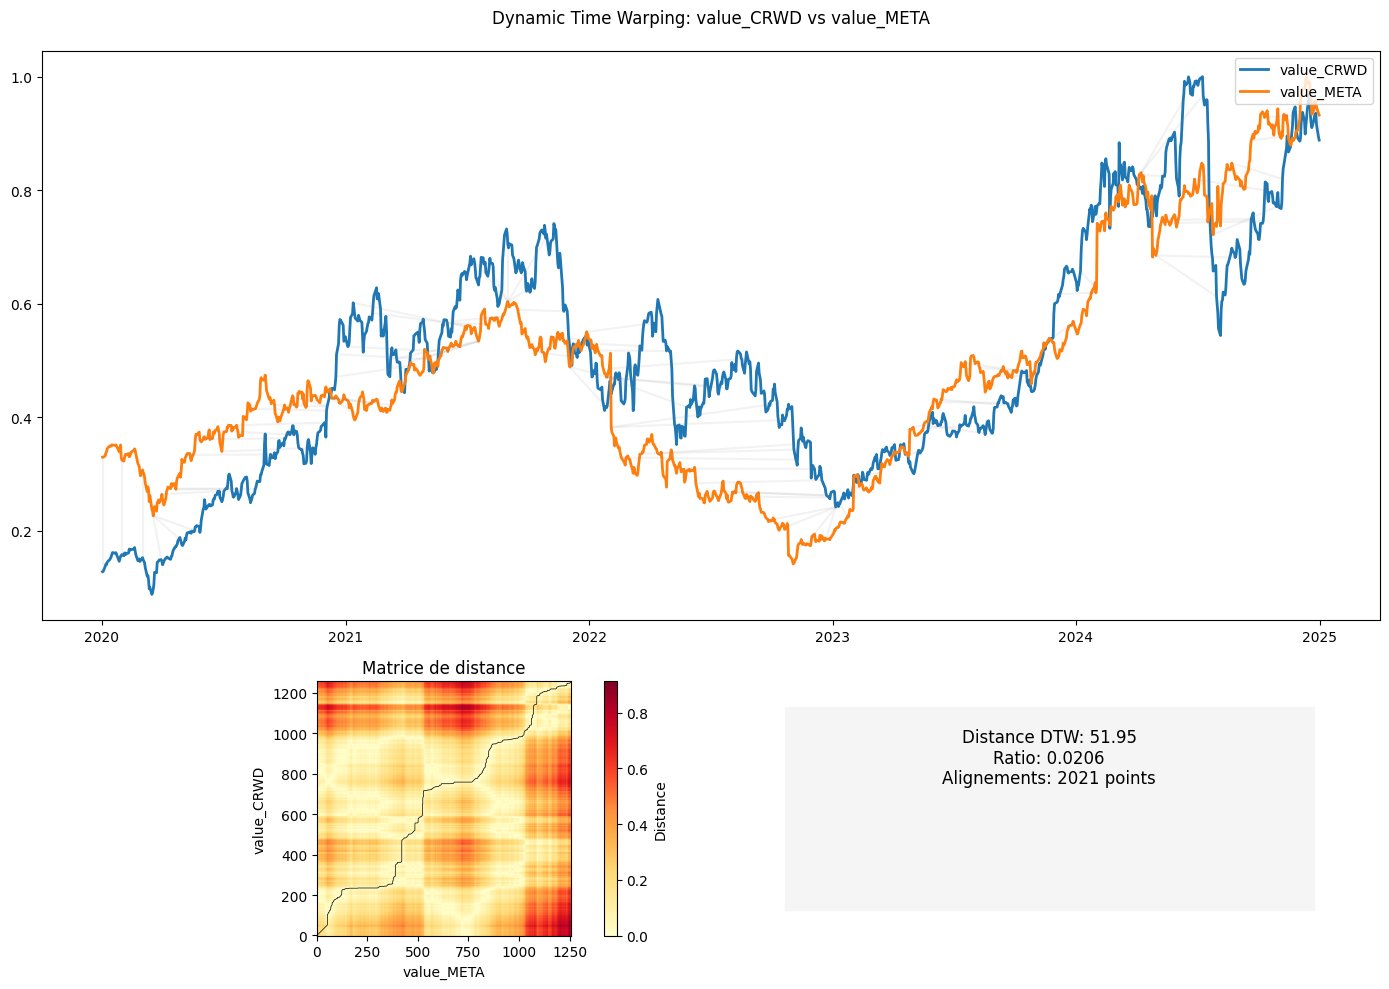 Dynamic Time Warping: value_CRWD vs value_META
value_CRWD
value_META
1.0
0.8
0.6
0.4
0.2
2020 2021 2022 2023 2024 2025
Matrice de distance
value_CRWD
1200
1000
800
600
400
200
0
0 250 500 750 1000 1250
value_META
0.8
0.6
0.4
0.2
0.0
Distance
Distance DTW: 51.95
Ratio: 0.0206
Alignements: 2021 points